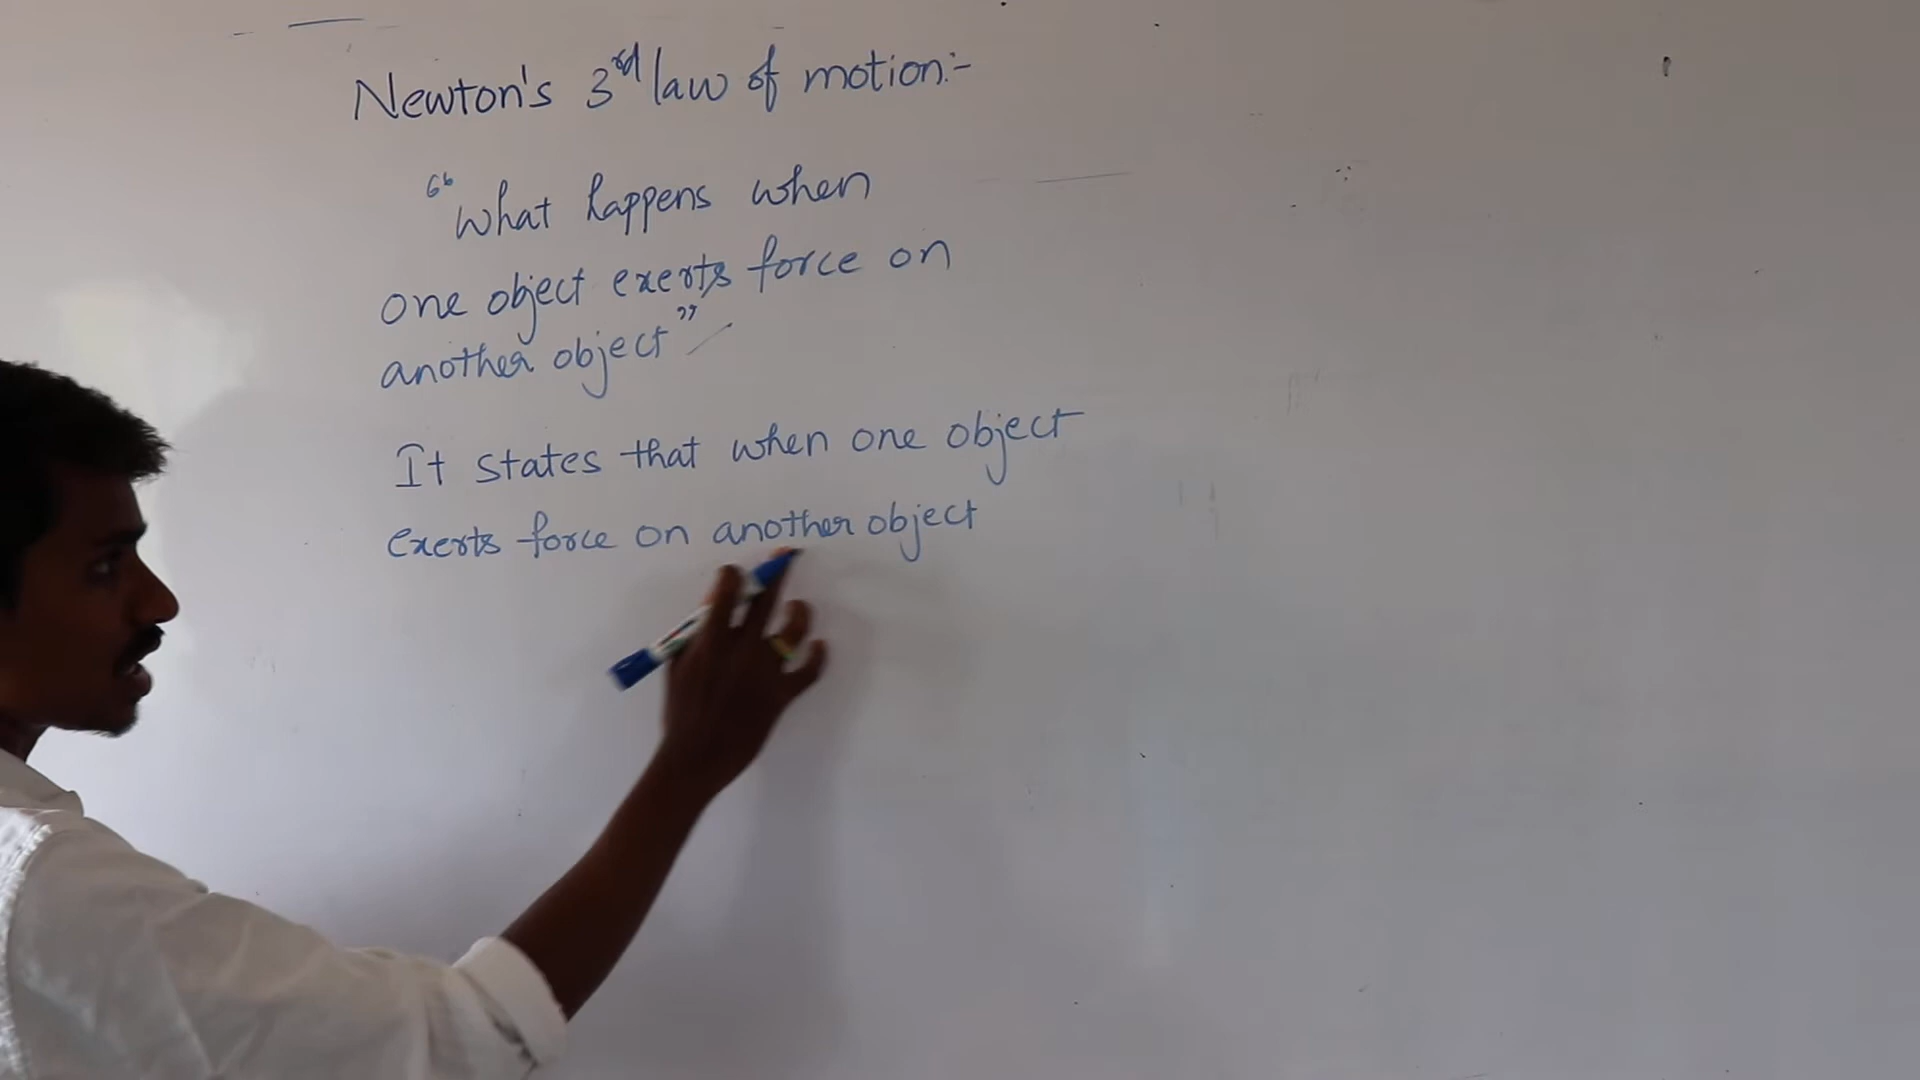 Newton's 3rd law of motion:-
"What happens when
one object exerts force on
another object"
It states that when one object
exerts force on another object